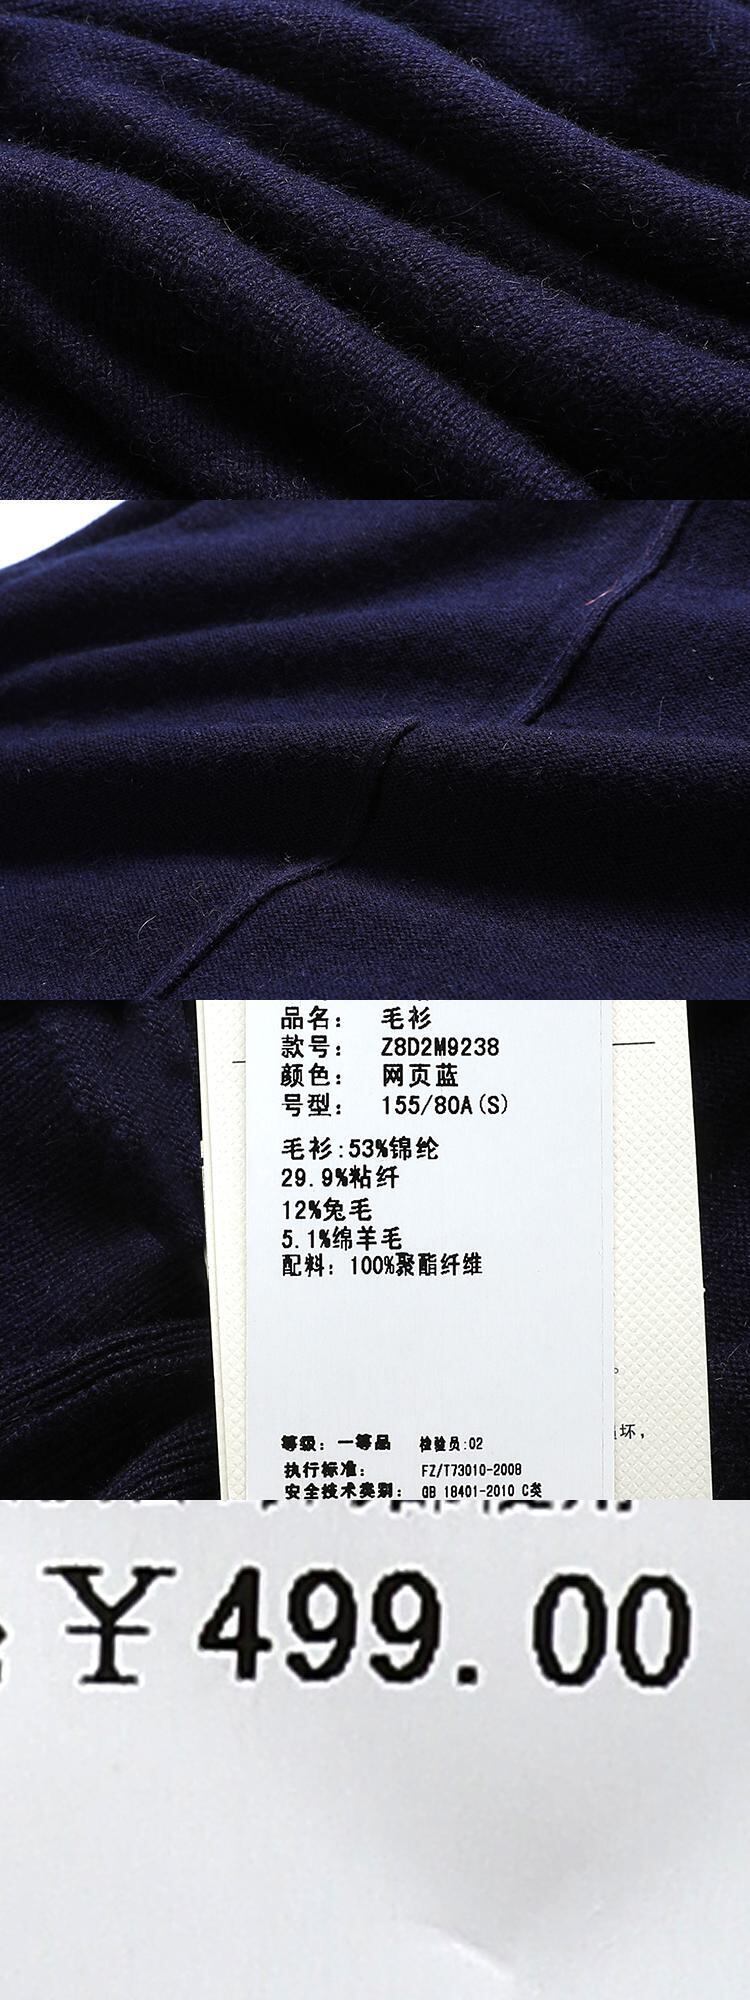 品名： 毛衫
款号： Z8D2M9238
颜色： 网页蓝
号型： 155/80A(S)
毛衫:53%锦纶
29.9%粘纤
12%兔毛
5.1%绵羊毛
配料: 100%聚酯纤维
坏，
等级: 一等品 检验员:02
执行标准: FZ/T73010-2008
安全技术类别: GB 18401-2010 C类
￥499.00